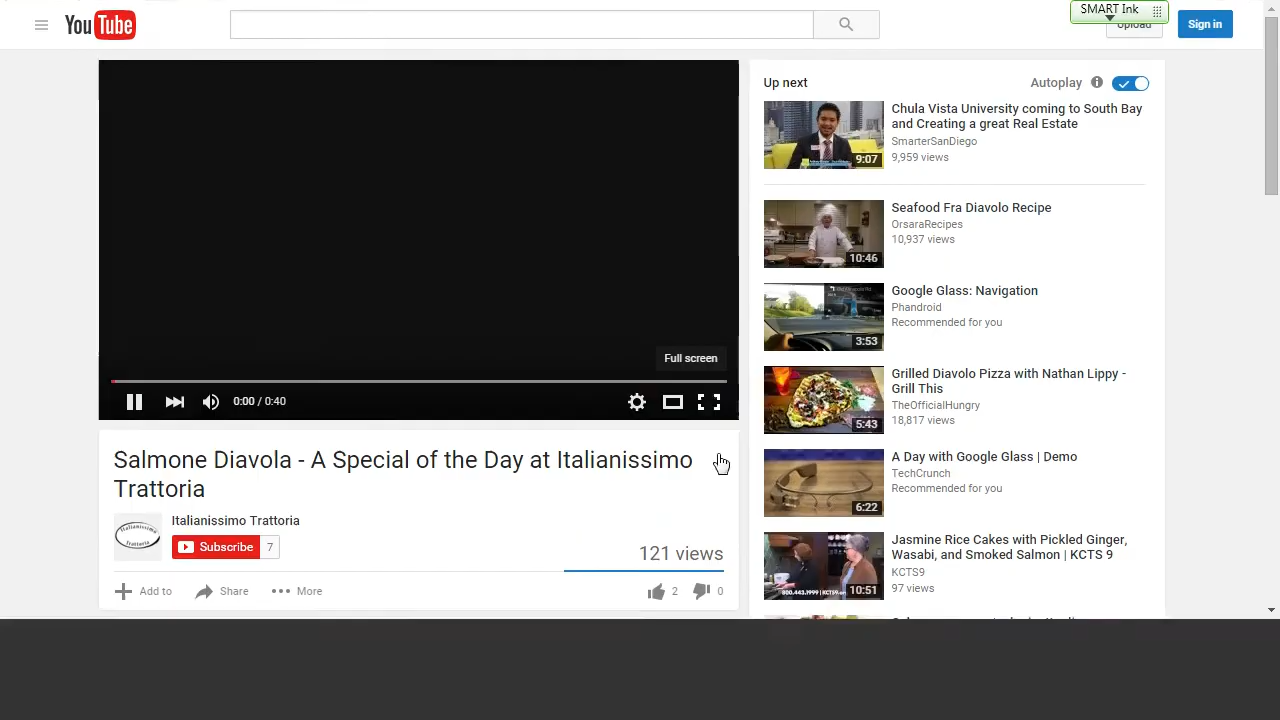 YouTube
SMART Ink
Upload
Sign in
Up next
Autoplay
Chula Vista University coming to South Bay
and Creating a great Real Estate
SmarterSanDiego
9,959 views
9:07
Seafood Fra Diavolo Recipe
OrsaraRecipes
10,937 views
10:46
Google Glass: Navigation
Phandroid
Recommended for you
3:53
Full screen
Grilled Diavolo Pizza with Nathan Lippy -
Grill This
TheOfficialHungry
18,817 views
5:43
0:00 / 0:40
Salmone Diavola - A Special of the Day at Italianissimo
Trattoria
A Day with Google Glass | Demo
TechCrunch
Recommended for you
6:22
Italianissimo
Trattoria
Italianissimo Trattoria
Subscribe 7
121 views
Add to
Share
More
2
0
Jasmine Rice Cakes with Pickled Ginger,
Wasabi, and Smoked Salmon | KCTS 9
KCTS9
97 views
10:51